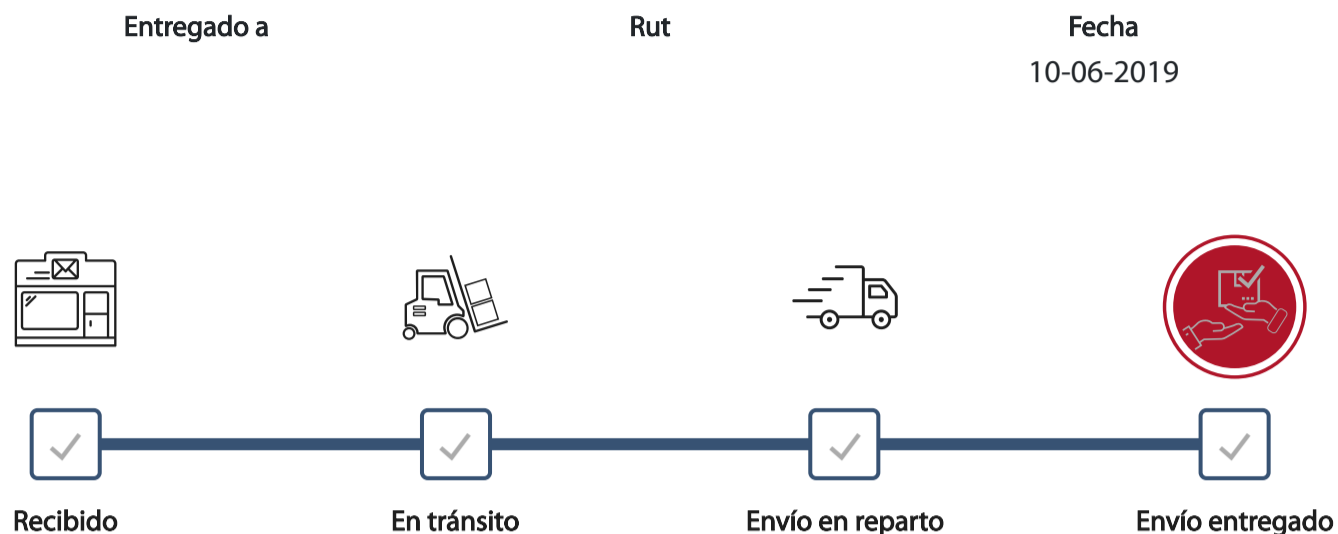 Entregado a
Rut
Fecha
10-06-2019
Recibido
En tránsito
Envío en reparto
Envío entregado